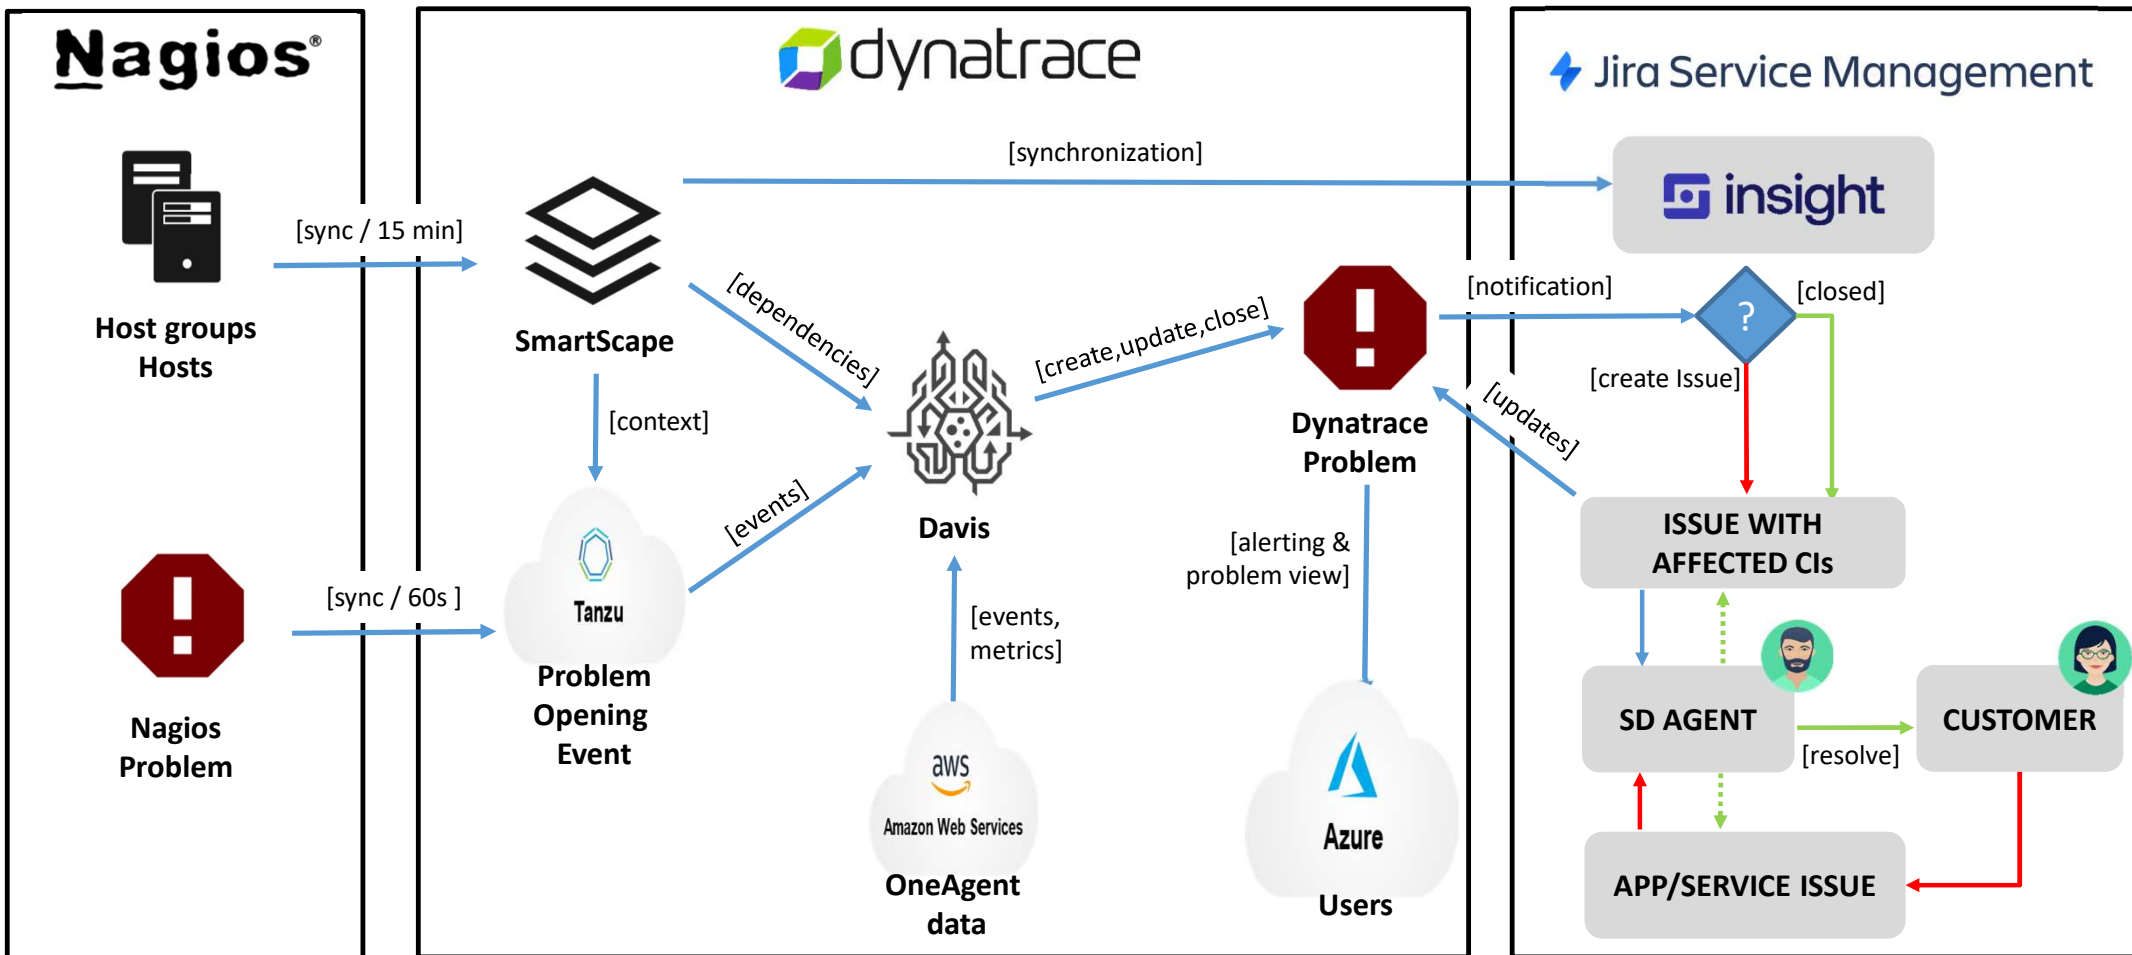 Nagios®
dynatrace
Jira Service Management
[synchronization]
insight
[sync / 15 min]
Host groups
Hosts
SmartScape
[dependencies]
[context]
[create,update,close]
[notification]
?
[closed]
[create Issue]
[updates]
Dynatrace
Problem
Davis
[events]
[sync / 60s ]
Tanzu
Problem
Opening
Event
Nagios
Problem
[events,
metrics]
aws
Amazon Web Services
OneAgent
data
[alerting &
problem view]
Azure
Users
ISSUE WITH
AFFECTED CIs
SD AGENT
[resolve]
CUSTOMER
APP/SERVICE ISSUE